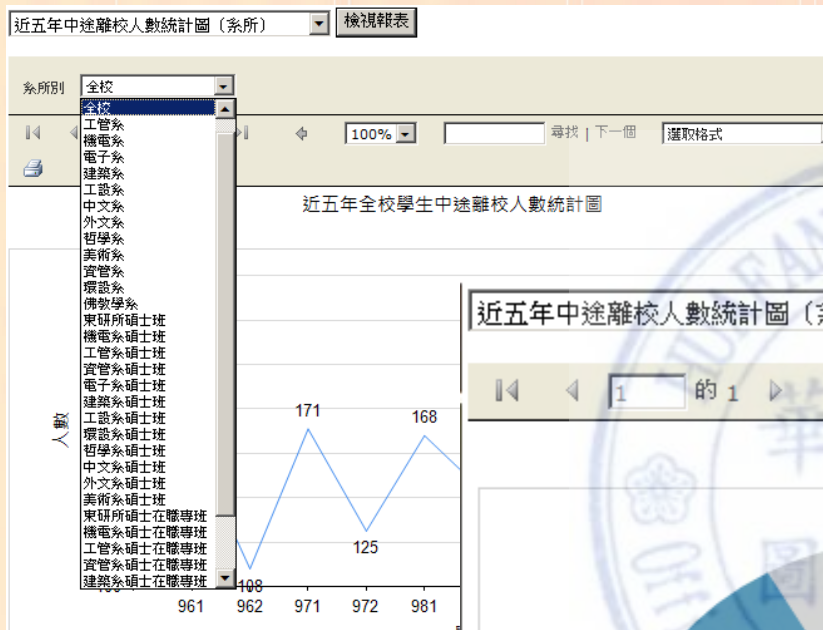 近五年中途離校人數統計圖〔系所〕 檢視報表
系所別 全校
全校
工管系
機電系
電子系
建築系
工設系
中文系
外文系
哲學系
美術系
資管系
環設系
佛教學系
東研所碩士班
機電系碩士班
工管系碩士班
資管系碩士班
電子系碩士班
建築系碩士班
工設系碩士班
環設系碩士班
哲學系碩士班
中文系碩士班
外文系碩士班
美術系碩士班
東研所碩士在職專班
機電系碩士在職專班
工管系碩士在職專班
資管系碩士在職專班
建築系碩士在職專班
100% 尋找 | 下一個 選取格式
近五年全校學生中途離校人數統計圖
人數
171
168
125
108
961 962 971 972 981
近五年中途離校人數統計圖〔
1 的 1
HUAFAN
華
圖